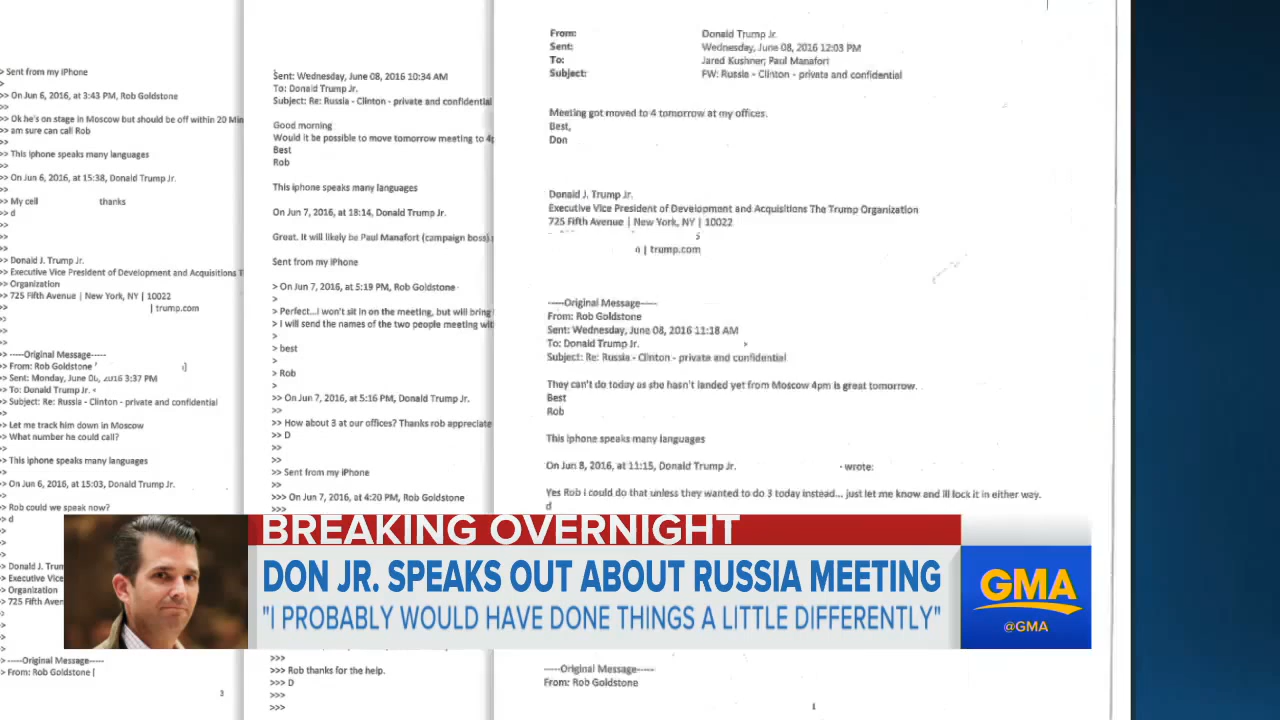 > Sent from my iPhone
>
>> On Jun 6, 2016, at 3:43 PM, Rob Goldstone
>>
>> Ok he's on stage in Moscow but should be off within 20 Min
>> am sure can call Rob
>>
>> This iphone speaks many languages
>>
>> On Jun 6, 2016, at 15:38, Donald Trump Jr.
>>
>> My cell thanks
>> d
>>
>>
>>
>> Donald J. Trump Jr.
>> Executive Vice President of Development and Acquisitions T
>> Organization
>> 725 Fifth Avenue | New York, NY | 10022
>> | trump.com
>>
>>
>>
>> -----Original Message-----
>> From: Rob Goldstone
>> Sent: Monday, June 06, 2016 3:37 PM
>> To: Donald Trump Jr.
>> Subject: Re: Russia - Clinton - private and confidential
>>
>> Let me track him down in Moscow
>> What number he could call?
>>
>> This iphone speaks many languages
>>
>> On Jun 6, 2016, at 15:03, Donald Trump Jr.
>>
>> Rob could we speak now?
>> d
>>
>>
>>
>> Donald J. Trum
>> Executive Vice
>> Organization
>> 725 Fifth Aven
>>
>>
>>
>> -----Original Message-----
> From: Rob Goldstone |
3
Sent: Wednesday, June 08, 2016 10:34 AM
To: Donald Trump Jr.
Subject: Re: Russia - Clinton - private and confidential
Good morning
Would it be possible to move tomorrow meeting to 4p
Best
Rob
This iphone speaks many languages
On Jun 7, 2016, at 18:14, Donald Trump Jr.
Great. It will likely be Paul Manafort (campaign boss)
Sent from my iPhone
> On Jun 7, 2016, at 5:19 PM, Rob Goldstone
>
> Perfect...I won't sit in on the meeting, but will bring
> I will send the names of the two people meeting wit
>
> best
>
> Rob
>
>> On Jun 7, 2016, at 5:16 PM, Donald Trump Jr.
>>
>> How about 3 at our offices? Thanks rob appreciate
>> D
>>
>>
>> Sent from my iPhone
>>
>>> On Jun 7, 2016, at 4:20 PM, Rob Goldstone
>>>
>>>
>>> Rob thanks for the help.
>>> D
>>>
>>>
From: Donald Trump Jr.
Sent: Wednesday, June 08, 2016 12:03 PM
To: Jared Kushner; Paul Manafort
Subject: FW: Russia - Clinton - private and confidential
Meeting got moved to 4 tomorrow at my offices.
Best,
Don
Donald J. Trump Jr.
Executive Vice President of Development and Acquisitions The Trump Organization
725 Fifth Avenue | New York, NY | 10022
| trump.com
-----Original Message-----
From: Rob Goldstone
Sent: Wednesday, June 08, 2016 11:18 AM
To: Donald Trump Jr.
Subject: Re: Russia - Clinton - private and confidential
They can't do today as she hasn't landed yet from Moscow 4pm is great tomorrow.
Best
Rob
This iphone speaks many languages
On Jun 8, 2016, at 11:15, Donald Trump Jr. wrote:
Yes Rob i could do that unless they wanted to do 3 today instead... just let me know and ill lock it in either way.
d
-----Original Message-----
From: Rob Goldstone
1
BREAKING OVERNIGHT
DON JR. SPEAKS OUT ABOUT RUSSIA MEETING
"I PROBABLY WOULD HAVE DONE THINGS A LITTLE DIFFERENTLY"
GMA
@GMA